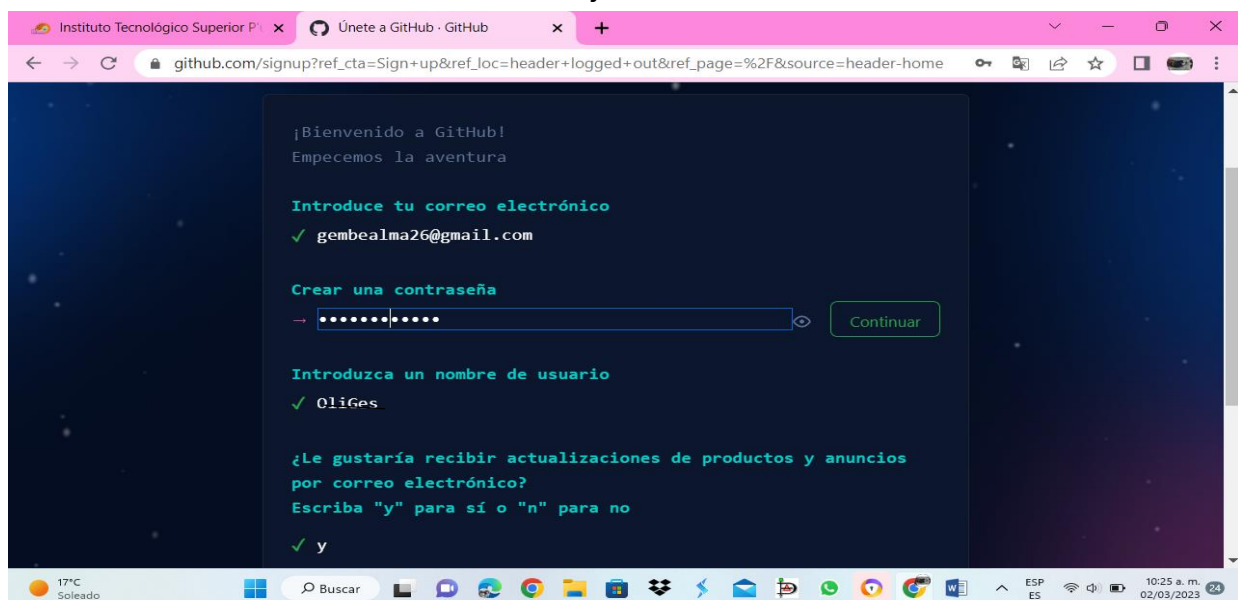 Instituto Tecnológico Superior P'
Únete a GitHub · GitHub
github.com/signup?ref_cta=Sign+up&ref_loc=header+logged+out&ref_page=%2F&source=header-home
¡Bienvenido a GitHub!
Empecemos la aventura
Introduce tu correo electrónico
✓ gembealma26@gmail.com
Crear una contraseña
→ ••••••••••••
Continuar
Introduzca un nombre de usuario
✓ OliGes
¿Le gustaría recibir actualizaciones de productos y anuncios
por correo electrónico?
Escriba "y" para sí o "n" para no
✓ y
17°C
Soleado
Buscar
ESP
ES
10:25 a. m.
02/03/2023
24